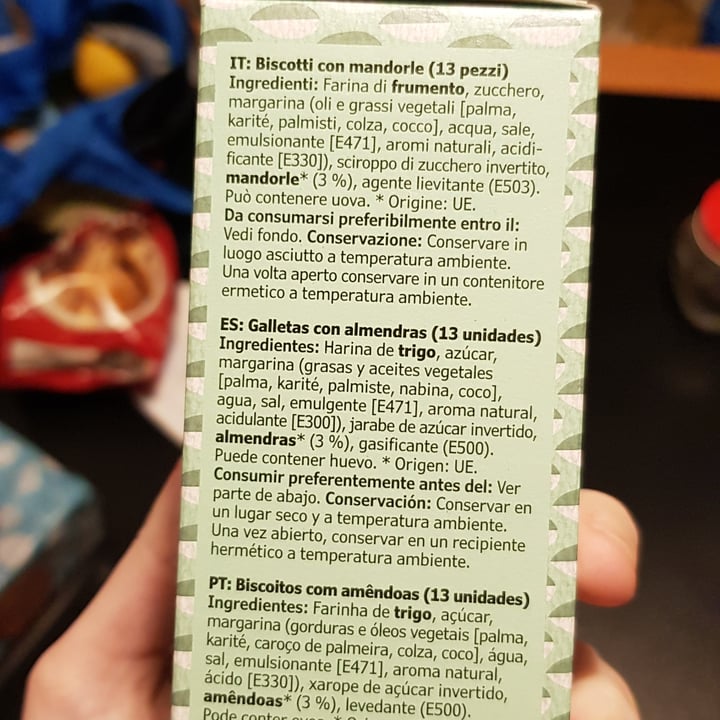 IT: Biscotti con mandorle (13 pezzi)
Ingredienti: Farina di frumento, zucchero,
margarina (oli e grassi vegetali [palma,
karité, palmisti, colza, cocco], acqua, sale,
emulsionante [E471], aromi naturali, acidi-
ficante [E330]), sciroppo di zucchero invertito,
mandorle* (3 %), agente lievitante (E503).
Può contenere uova. * Origine: UE.
Da consumarsi preferibilmente entro il:
Vedi fondo. Conservazione: Conservare in
luogo asciutto a temperatura ambiente.
Una volta aperto conservare in un contenitore
ermetico a temperatura ambiente.
ES: Galletas con almendras (13 unidades)
Ingredientes: Harina de trigo, azúcar,
margarina (grasas y aceites vegetales
[palma, karité, palmiste, nabina, coco],
agua, sal, emulgente [E471], aroma natural,
acidulante [E300]), jarabe de azúcar invertido,
almendras* (3 %), gasificante (E500).
Puede contener huevo. * Origen: UE.
Consumir preferentemente antes del: Ver
parte de abajo. Conservación: Conservar en
un lugar seco y a temperatura ambiente.
Una vez abierto, conservar en un recipiente
hermético a temperatura ambiente.
PT: Biscoitos com amêndoas (13 unidades)
Ingredientes: Farinha de trigo, açúcar,
margarina (gorduras e óleos vegetais [palma,
karité, caroço de palmeira, colza, coco], água,
sal, emulsionante [E471], aroma natural,
ácido [E330]), xarope de açúcar invertido,
amêndoas* (3 %), levedante (E500).
Pode conter